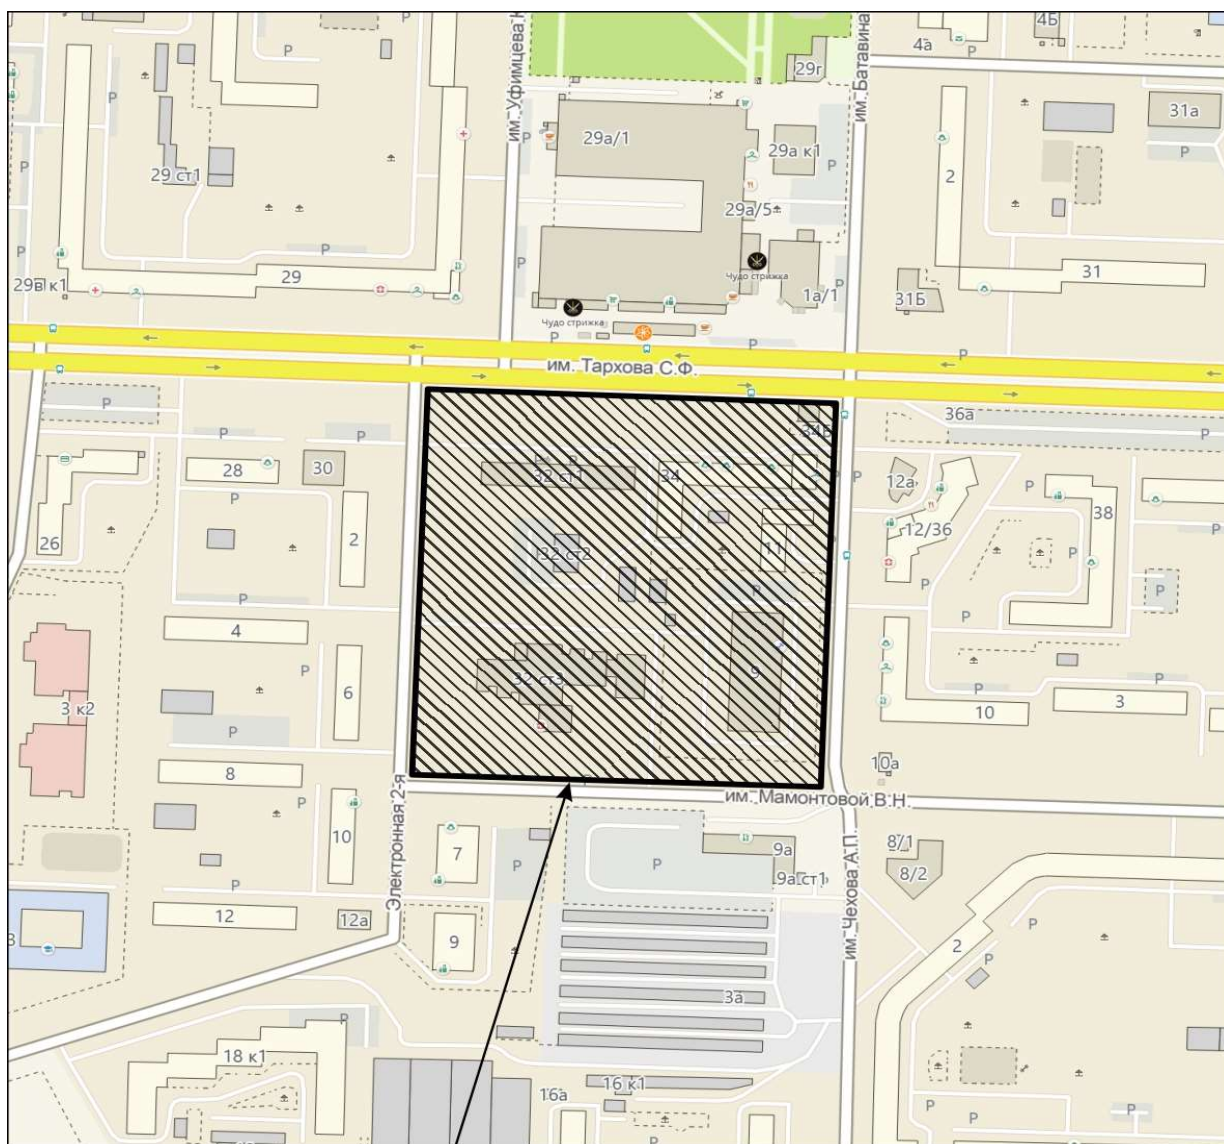 P
4Б
4а
29г
им. Уфимцева К
им. Батавина
29а/1
29а к1
31а
P
29 ст1
2
29а/5
29
29в к1
Чудо стрижка
1а/1
31
31Б
Чудо стрижка
P
им. Тархова С.Ф.
P
36а
P
34Б
P
28
30
32 ст1
34
12а
38
26
2
32 ст2
11
12/36
P
4
6
3 к2
32 ст3
9
10
3
8
10а
Электронная 2-я
им. Мамонтовой В.Н.
10
7
P
P
9а
8/1
9а ст1
8/2
12
12а
9
им. Чехова А.П.
2
P
3а
18 к1
16а
16 к1
P
P
P